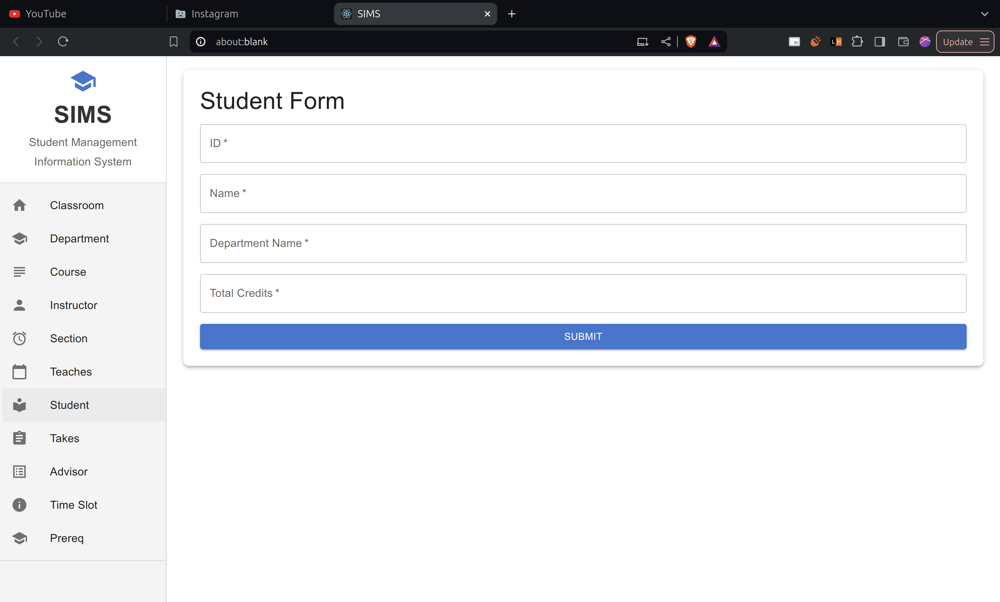 YouTube
Instagram
SIMS
about:blank
LH
Update
SIMS
Student Management
Information System
Classroom
Department
Course
Instructor
Section
Teaches
Student
Takes
Advisor
Time Slot
Prereq
Student Form
ID *
Name *
Department Name *
Total Credits *
SUBMIT